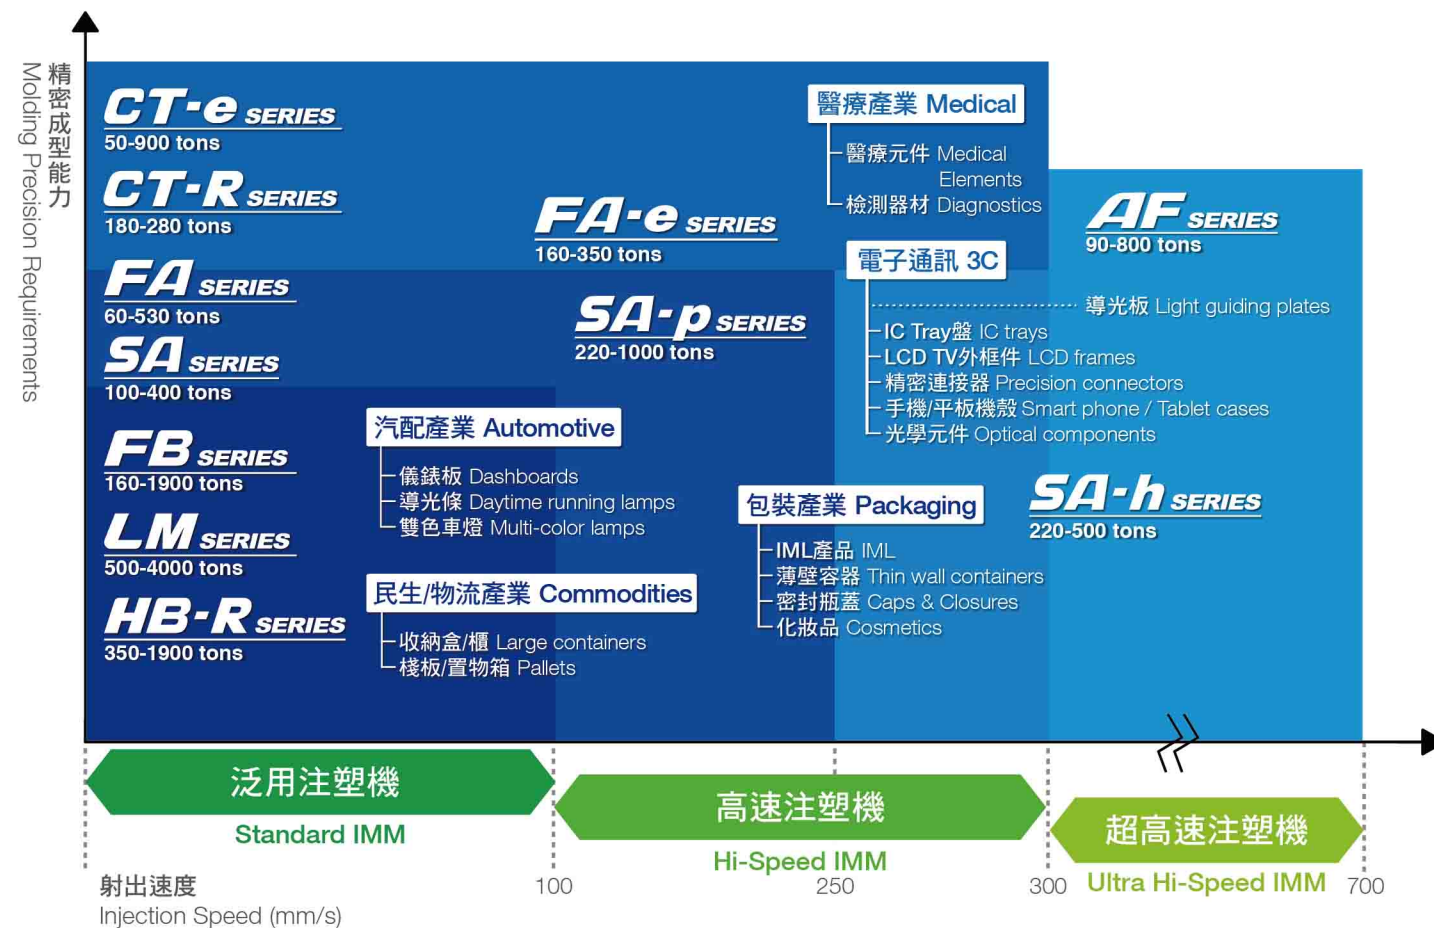 精密成型能力
Molding Precision Requirements
CT-e SERIES
50-900 tons
CT-R SERIES
180-280 tons
FA SERIES
60-530 tons
SA SERIES
100-400 tons
FB SERIES
160-1900 tons
LM SERIES
500-4000 tons
HB-R SERIES
350-1900 tons
FA-e SERIES
160-350 tons
SA-p SERIES
220-1000 tons
汽配產業 Automotive
儀錶板 Dashboards
導光條 Daytime running lamps
雙色車燈 Multi-color lamps
民生/物流產業 Commodities
收納盒/櫃 Large containers
棧板/置物箱 Pallets
醫療產業 Medical
醫療元件 Medical
Elements
檢測器材 Diagnostics
電子通訊 3C
導光板 Light guiding plates
IC Tray盤 IC trays
LCD TV外框件 LCD frames
精密連接器 Precision connectors
手機/平板機殼 Smart phone / Tablet cases
光學元件 Optical components
包裝產業 Packaging
IML產品 IML
薄壁容器 Thin wall containers
密封瓶蓋 Caps & Closures
化妝品 Cosmetics
AF SERIES
90-800 tons
SA-h SERIES
220-500 tons
泛用注塑機
Standard IMM
高速注塑機
Hi-Speed IMM
超高速注塑機
Ultra Hi-Speed IMM
射出速度
Injection Speed (mm/s)
100
250
300
700